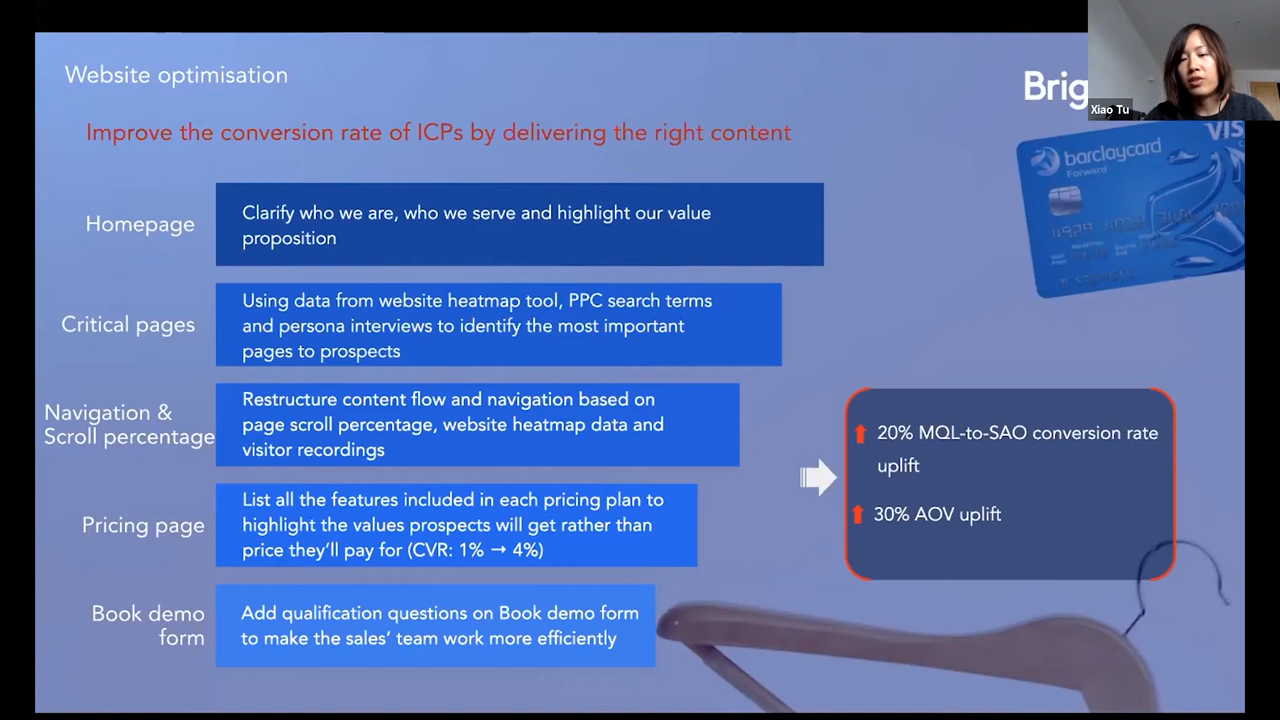 Website optimisation
Brig
Xiao Tu
Improve the conversion rate of ICPs by delivering the right content
VIS
barclaycard
Forward
Homepage
Clarify who we are, who we serve and highlight our value
proposition
Critical pages
Using data from website heatmap tool, PPC search terms
and persona interviews to identify the most important
pages to prospects
Navigation &
Scroll percentage
Restructure content flow and navigation based on
page scroll percentage, website heatmap data and
visitor recordings
20% MQL-to-SAO conversion rate
uplift
30% AOV uplift
Pricing page
List all the features included in each pricing plan to
highlight the values prospects will get rather than
price they'll pay for (CVR: 1% → 4%)
Book demo
form
Add qualification questions on Book demo form
to make the sales' team work more efficiently